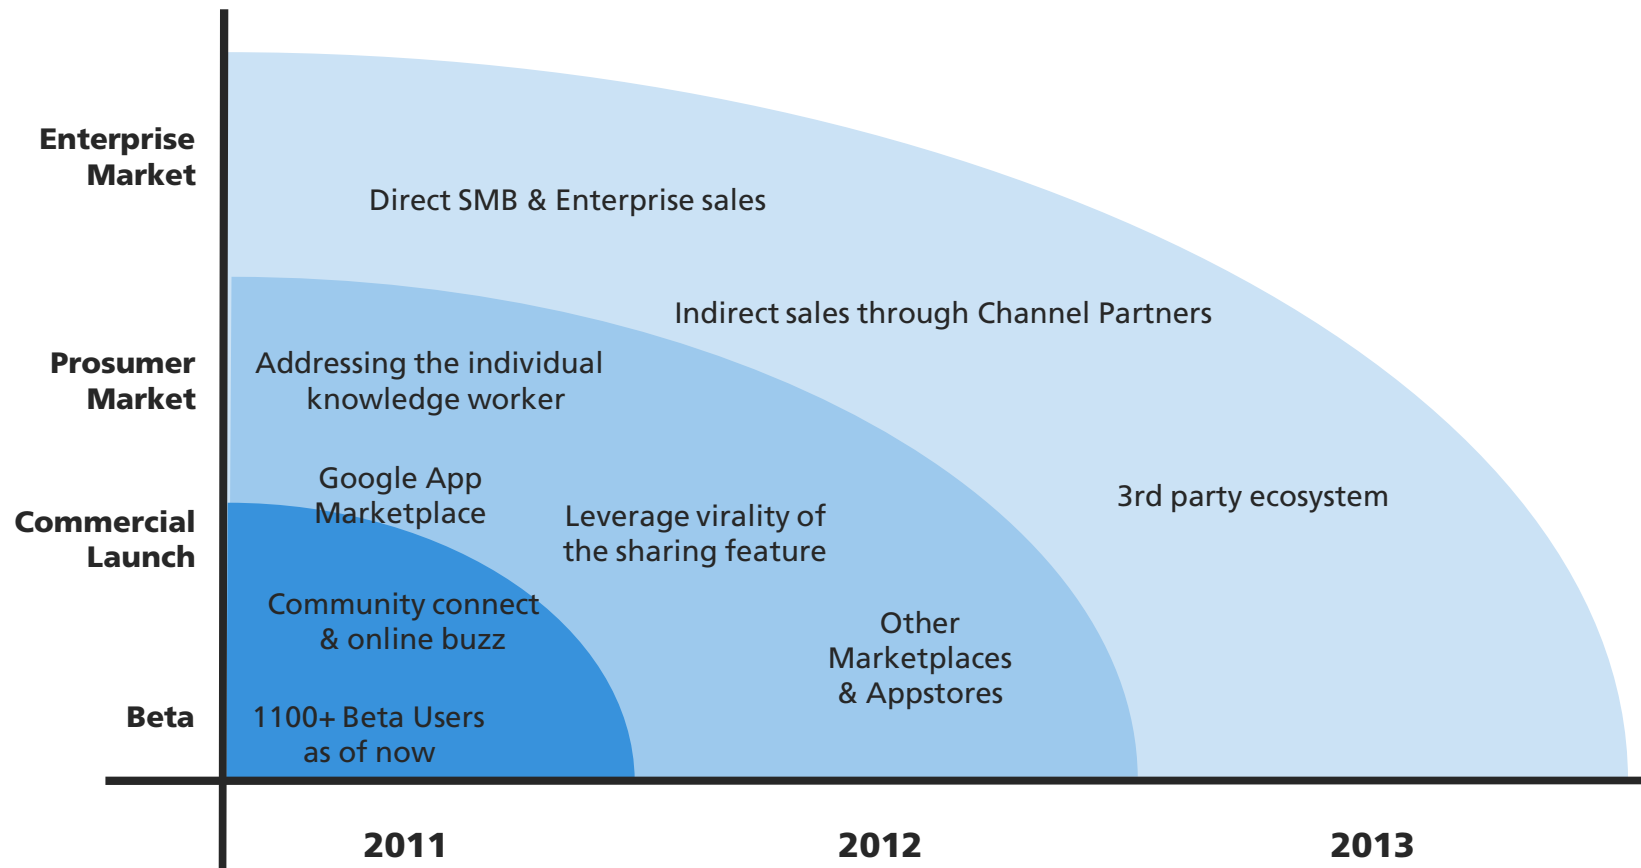 Enterprise
Market
Direct SMB & Enterprise sales
Indirect sales through Channel Partners
Prosumer
Market
Addressing the individual
knowledge worker
Google App
Marketplace
Leverage virality of
the sharing feature
3rd party ecosystem
Commercial
Launch
Community connect
& online buzz
Other
Marketplaces
& Appstores
Beta
1100+ Beta Users
as of now
2011
2012
2013